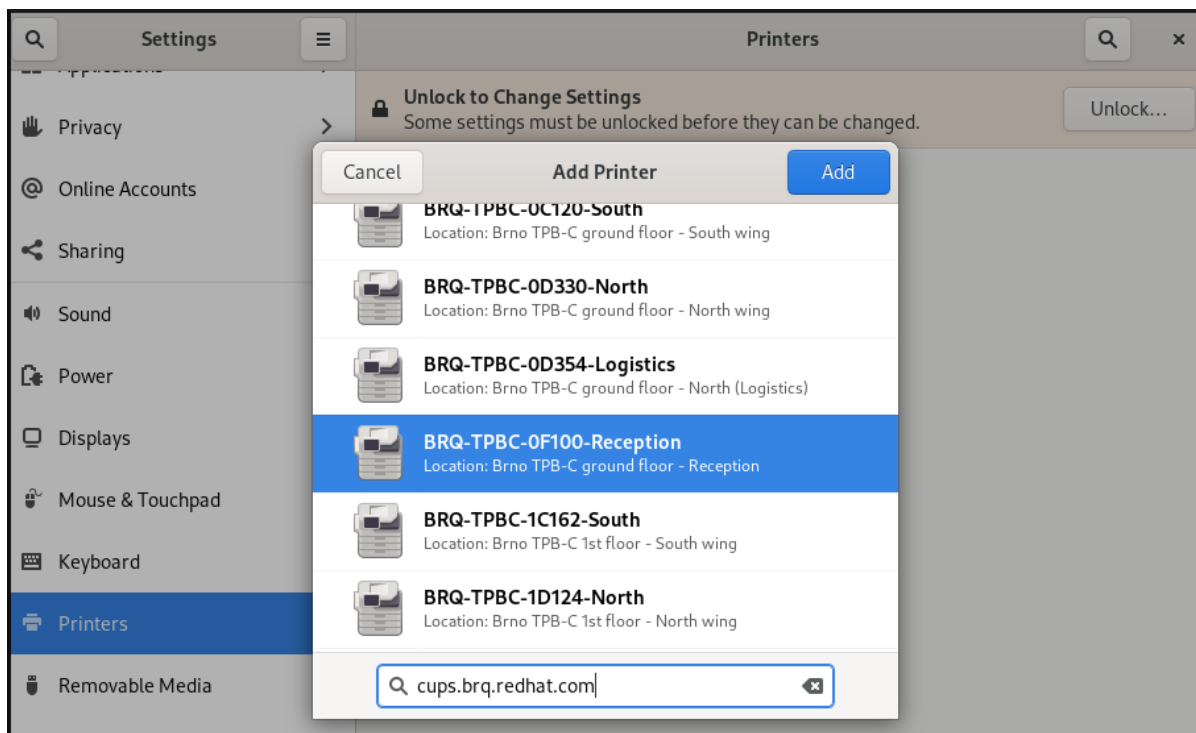 Settings
Printers
Applications
Unlock to Change Settings
Some settings must be unlocked before they can be changed.
Unlock...
Privacy
Online Accounts
Sharing
Sound
Power
Displays
Mouse & Touchpad
Keyboard
Printers
Removable Media
Cancel
Add Printer
Add
BRQ-TPBC-0C120-South
Location: Brno TPB-C ground floor - South wing
BRQ-TPBC-0D330-North
Location: Brno TPB-C ground floor - North wing
BRQ-TPBC-0D354-Logistics
Location: Brno TPB-C ground floor - North (Logistics)
BRQ-TPBC-0F100-Reception
Location: Brno TPB-C ground floor - Reception
BRQ-TPBC-1C162-South
Location: Brno TPB-C 1st floor - South wing
BRQ-TPBC-1D124-North
Location: Brno TPB-C 1st floor - North wing
cups.brq.redhat.com